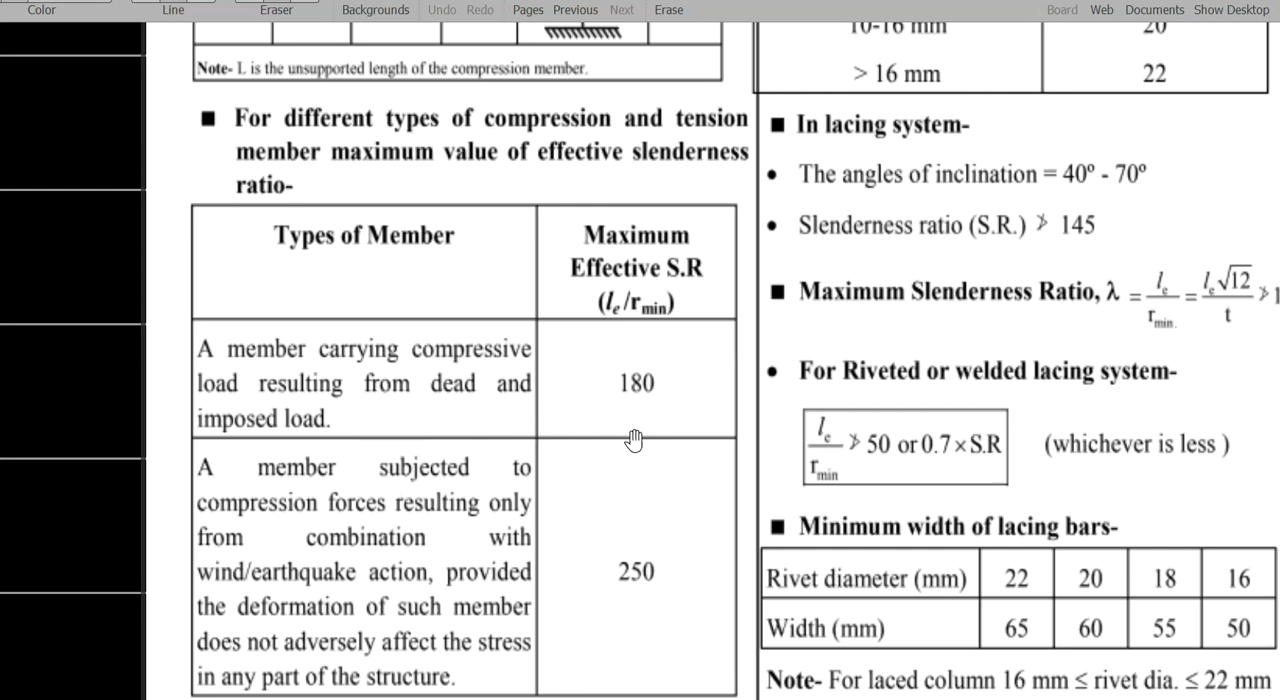 Color Line Eraser Backgrounds Undo Redo Pages Previous Next Erase Board Web Documents Show Desktop
Note- L is the unsupported length of the compression member.
■ For different types of compression and tension
member maximum value of effective slenderness
ratio-
Types of Member
Maximum
Effective S.R
(lₑ/rₘᵢₙ)
A member carrying compressive
load resulting from dead and
imposed load.
180
A member subjected to
compression forces resulting only
from combination with
wind/earthquake action, provided
the deformation of such member
does not adversely affect the stress
in any part of the structure.
250
10-16 mm 20
> 16 mm 22
■ In lacing system-
• The angles of inclination = 40º - 70º
• Slenderness ratio (S.R.) ≯ 145
■ Maximum Slenderness Ratio, λ = lₑ/rₘᵢₙ. = lₑ√12/t ≯ 1
• For Riveted or welded lacing system-
lₑ/rₘᵢₙ ≯ 50 or 0.7 × S.R (whichever is less )
■ Minimum width of lacing bars-
Rivet diameter (mm) 22 20 18 16
Width (mm) 65 60 55 50
Note- For laced column 16 mm ≤ rivet dia. ≤ 22 mm